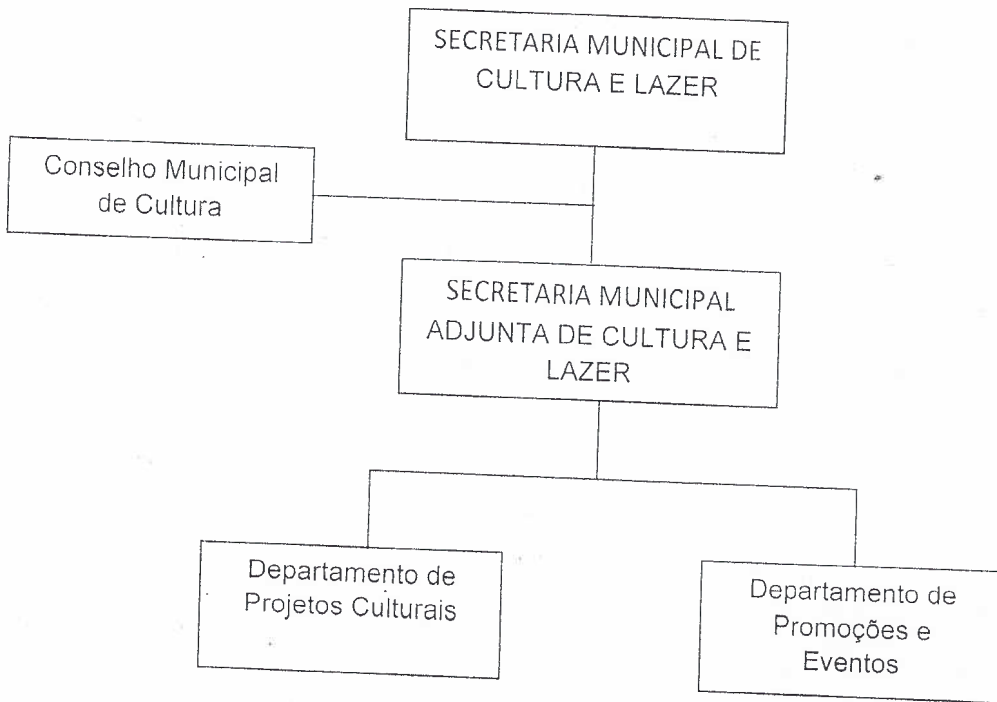 SECRETARIA MUNICIPAL DE
CULTURA E LAZER
Conselho Municipal
de Cultura
SECRETARIA MUNICIPAL
ADJUNTA DE CULTURA E
LAZER
Departamento de
Projetos Culturais
Departamento de
Promoções e
Eventos